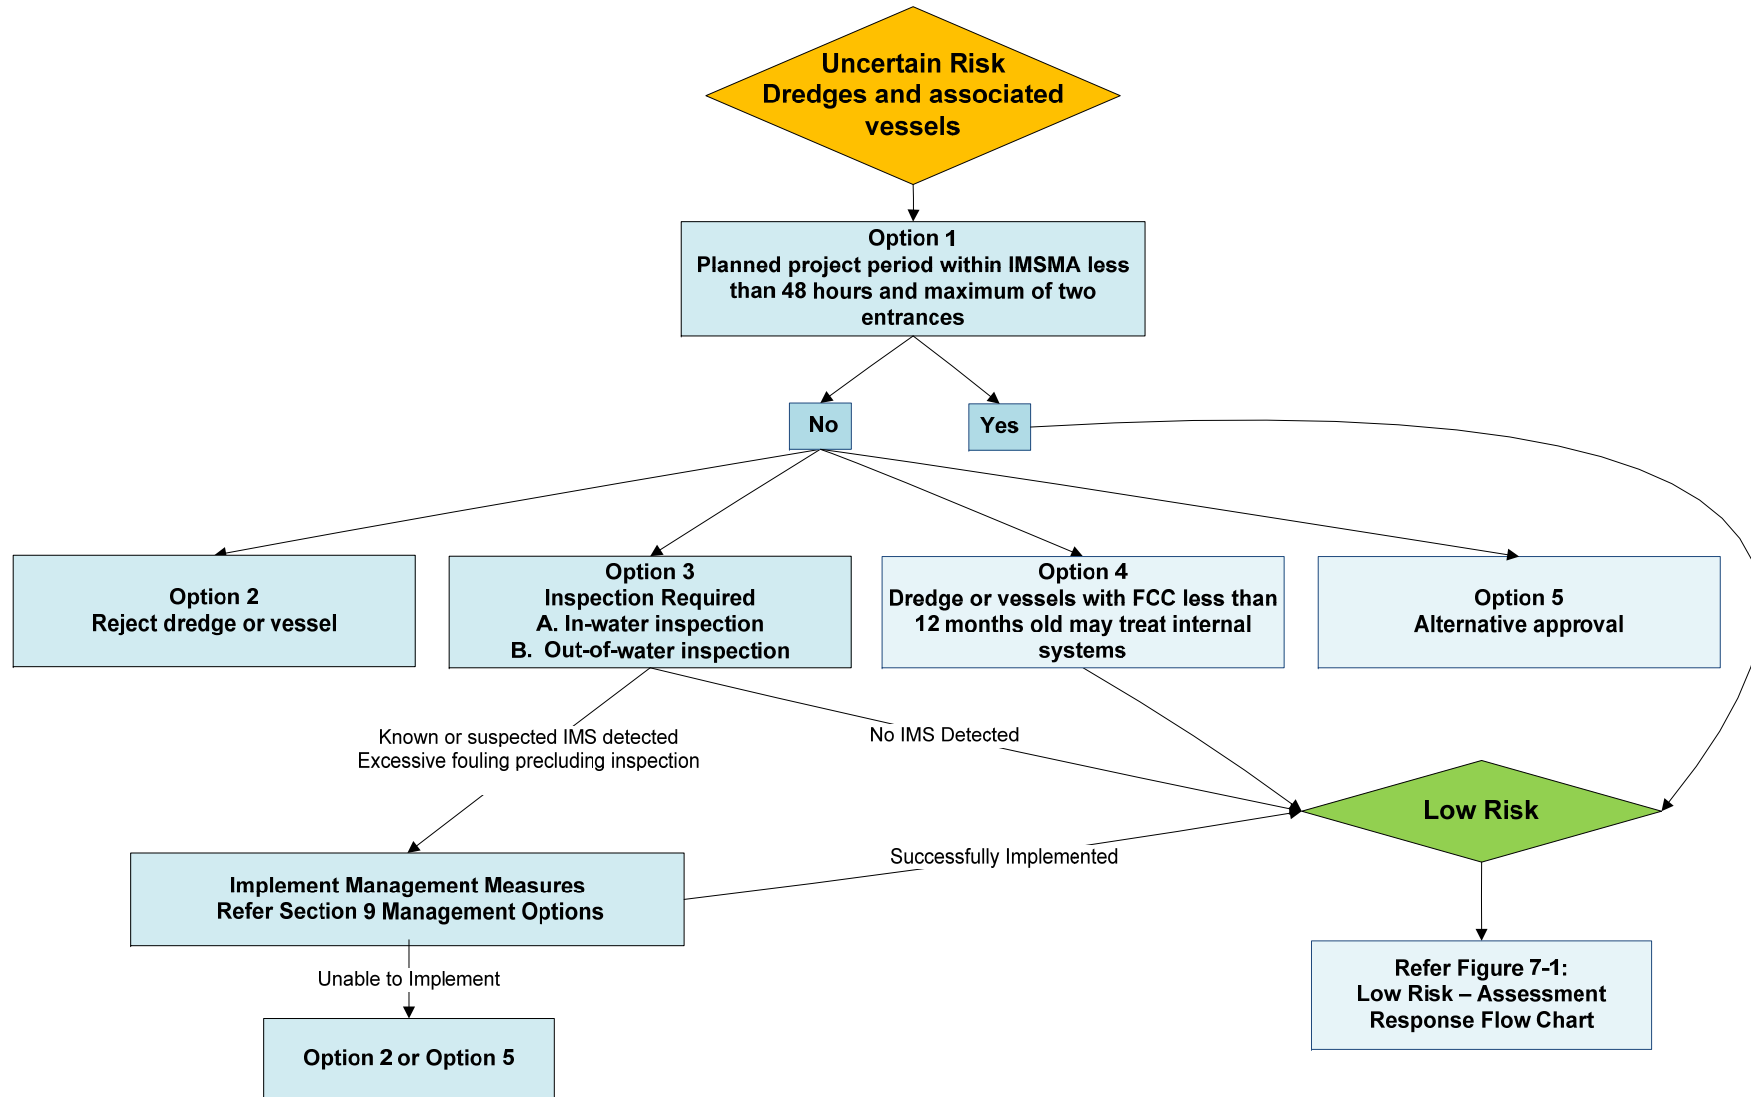 Uncertain Risk
Dredges and associated
vessels
Option 1
Planned project period within IMSMA less
than 48 hours and maximum of two
entrances
No
Yes
Option 2
Reject dredge or vessel
Option 3
Inspection Required
A. In-water inspection
B. Out-of-water inspection
Option 4
Dredge or vessels with FCC less than
12 months old may treat internal
systems
Option 5
Alternative approval
Known or suspected IMS detected
Excessive fouling precluding inspection
No IMS Detected
Low Risk
Successfully Implemented
Implement Management Measures
Refer Section 9 Management Options
Unable to Implement
Option 2 or Option 5
Refer Figure 7-1:
Low Risk – Assessment
Response Flow Chart